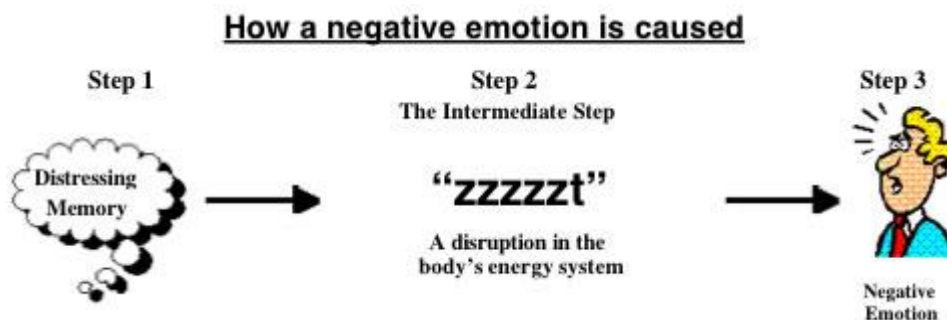 How a negative emotion is caused
Step 1
Step 2
Step 3
The Intermediate Step
Distressing
Memory
“zzzzzt”
A disruption in the
body’s energy system
Negative
Emotion